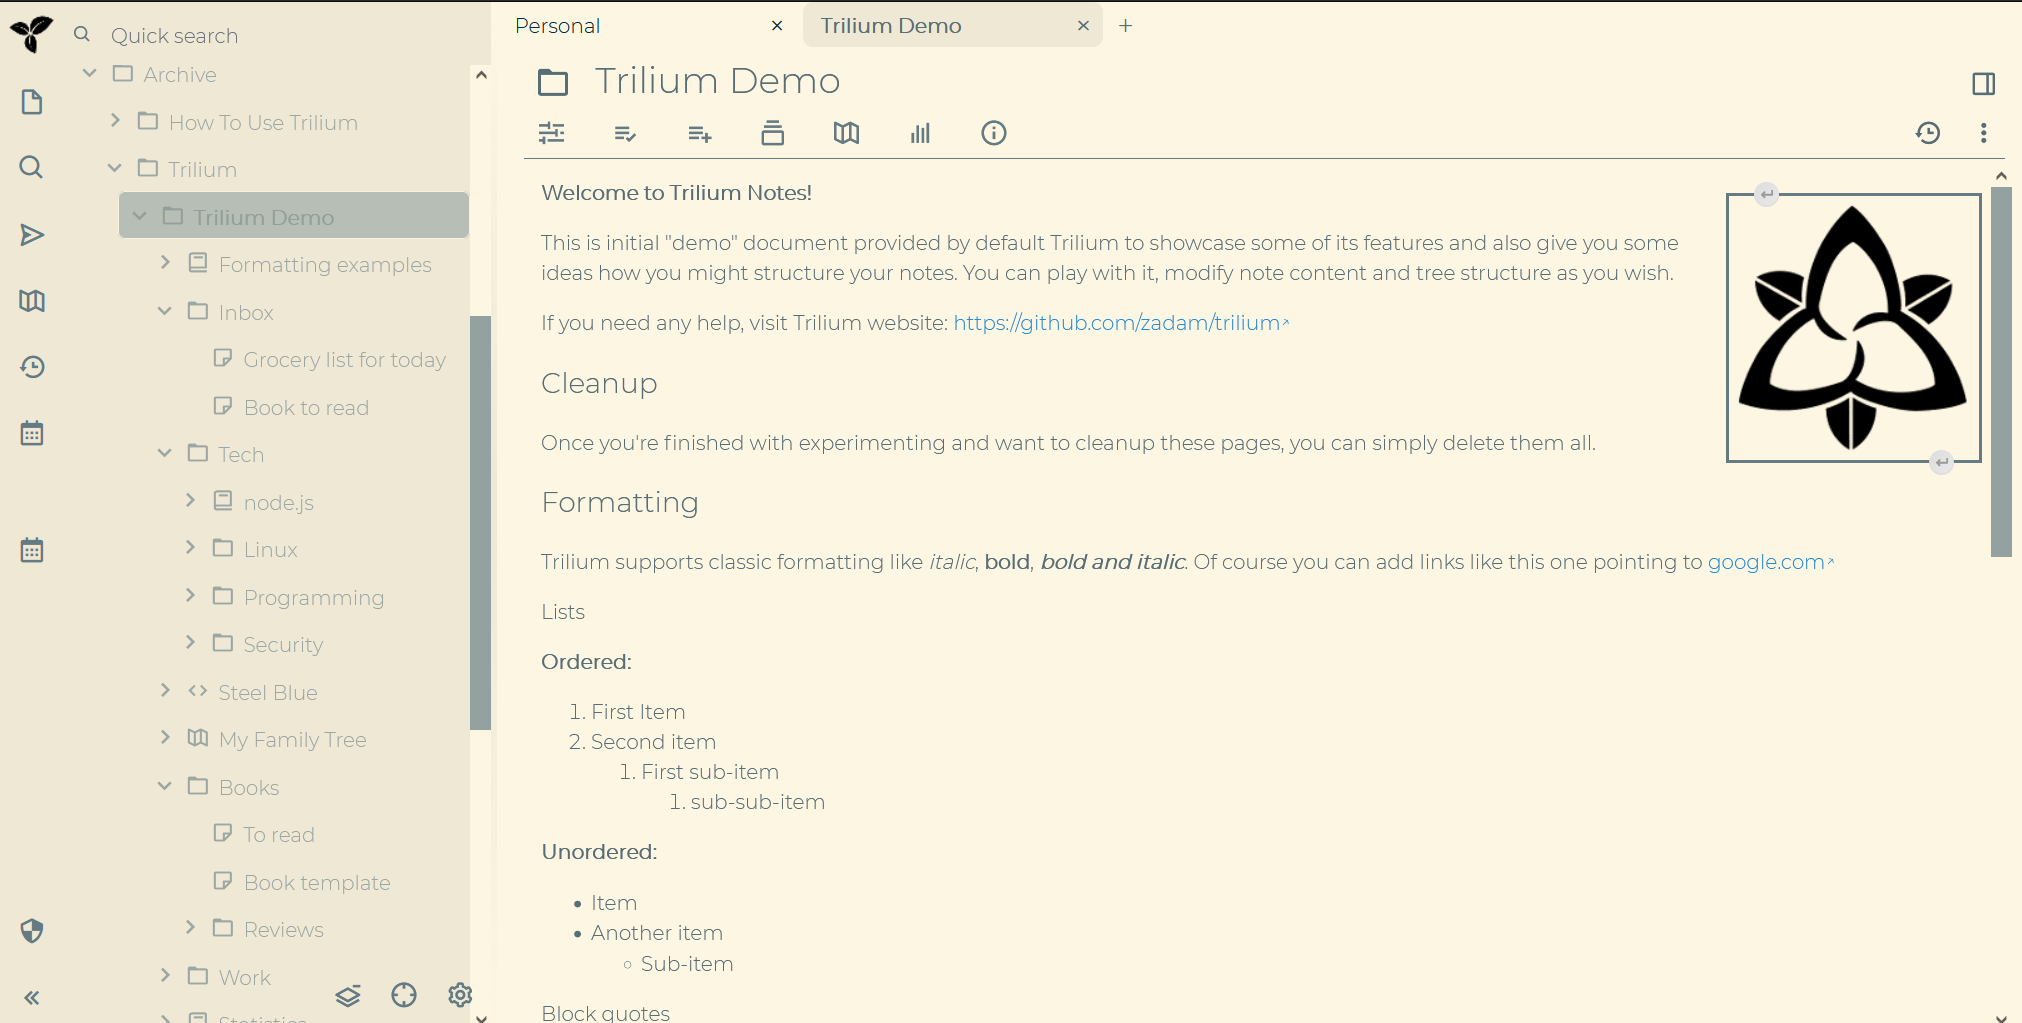 Quick search
Archive
How To Use Trilium
Trilium
Trilium Demo
Formatting examples
Inbox
Grocery list for today
Book to read
Tech
node.js
Linux
Programming
Security
Steel Blue
My Family Tree
Books
To read
Book template
Reviews
Work
Statistics
Personal
Trilium Demo
Trilium Demo
Welcome to Trilium Notes!
This is initial "demo" document provided by default Trilium to showcase some of its features and also give you some
ideas how you might structure your notes. You can play with it, modify note content and tree structure as you wish.
If you need any help, visit Trilium website: https://github.com/zadam/trilium
Cleanup
Once you're finished with experimenting and want to cleanup these pages, you can simply delete them all.
Formatting
Trilium supports classic formatting like italic, bold, bold and italic. Of course you can add links like this one pointing to google.com
Lists
Ordered:
1. First Item
2. Second item
1. First sub-item
1. sub-sub-item
Unordered:
• Item
• Another item
◦ Sub-item
Block quotes